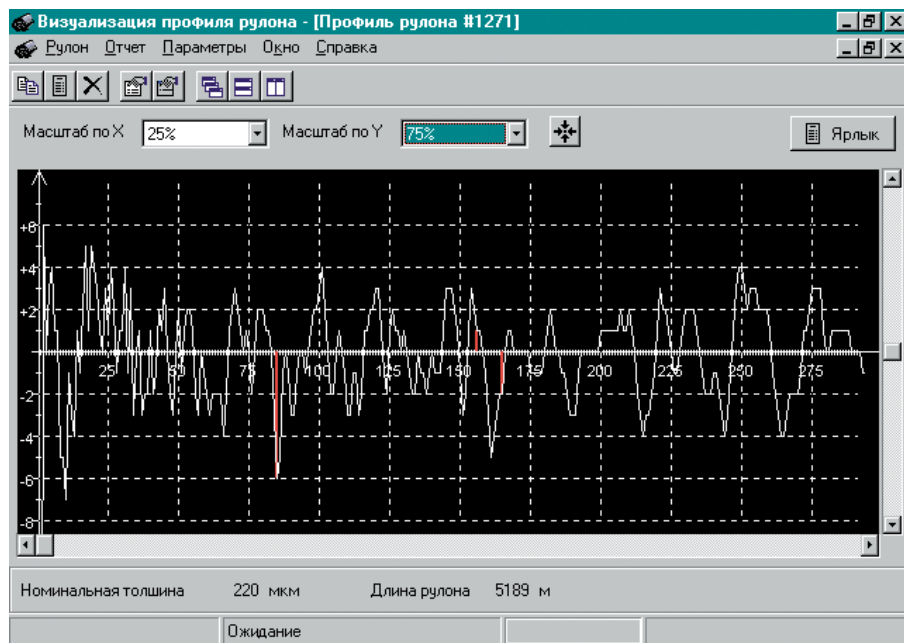 Визуализация профиля рулона - [Профиль рулона #1271]
Рулон Отчет Параметры Окно Справка
Масштаб по X 25% Масштаб по Y 75% Ярлык
+6
+4
+2
25 50 75 100 125 150 175 200 225 250 275
-2
-4
-6
-8
Номинальная толшина 220 мкм Длина рулона 5189 м
Ожидание